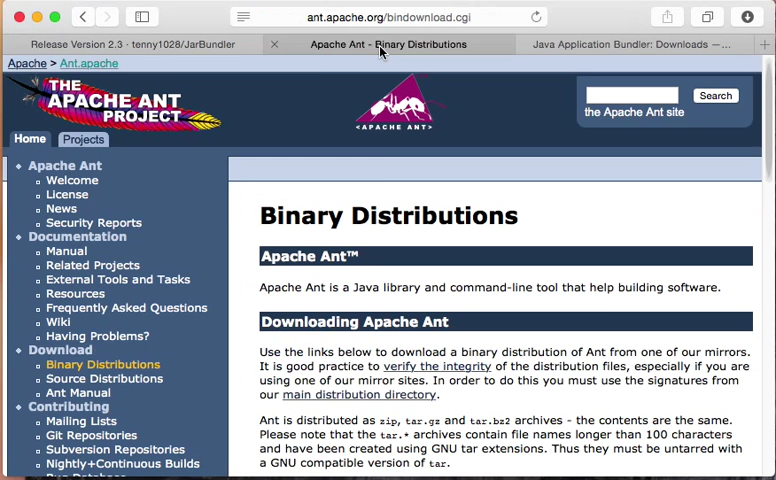 ant.apache.org/bindownload.cgi
Release Version 2.3 · tenny1028/JarBundler
Apache Ant - Binary Distributions
Java Application Bundler: Downloads —...
Apache > Ant.apache
THE
APACHE ANT
PROJECT
<APACHE ANT>
Search
the Apache Ant site
Home
Projects
Apache Ant
Welcome
License
News
Security Reports
Documentation
Manual
Related Projects
External Tools and Tasks
Resources
Frequently Asked Questions
Wiki
Having Problems?
Download
Binary Distributions
Source Distributions
Ant Manual
Contributing
Mailing Lists
Git Repositories
Subversion Repositories
Nightly+Continuous Builds
Binary Distributions
Apache Ant™
Apache Ant is a Java library and command-line tool that help building software.
Downloading Apache Ant
Use the links below to download a binary distribution of Ant from one of our mirrors.
It is good practice to verify the integrity of the distribution files, especially if you are
using one of our mirror sites. In order to do this you must use the signatures from
our main distribution directory.
Ant is distributed as zip, tar.gz and tar.bz2 archives - the contents are the same.
Please note that the tar.* archives contain file names longer than 100 characters
and have been created using GNU tar extensions. Thus they must be untarred with
a GNU compatible version of tar.